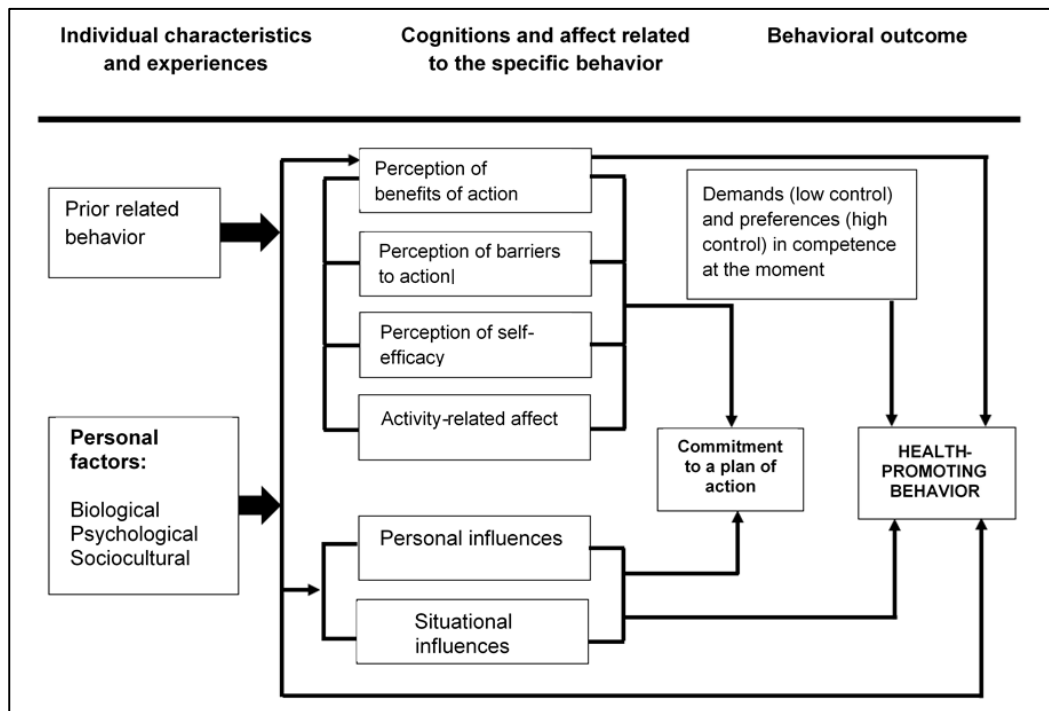 Individual characteristics
and experiences
Cognitions and affect related
to the specific behavior
Behavioral outcome
Prior related
behavior
Personal
factors:
Biological
Psychological
Sociocultural
Perception of
benefits of action
Perception of barriers
to action|
Perception of self-
efficacy
Activity-related affect
Personal influences
Situational
influences
Demands (low control)
and preferences (high
control) in competence
at the moment
Commitment
to a plan of
action
HEALTH-
PROMOTING
BEHAVIOR